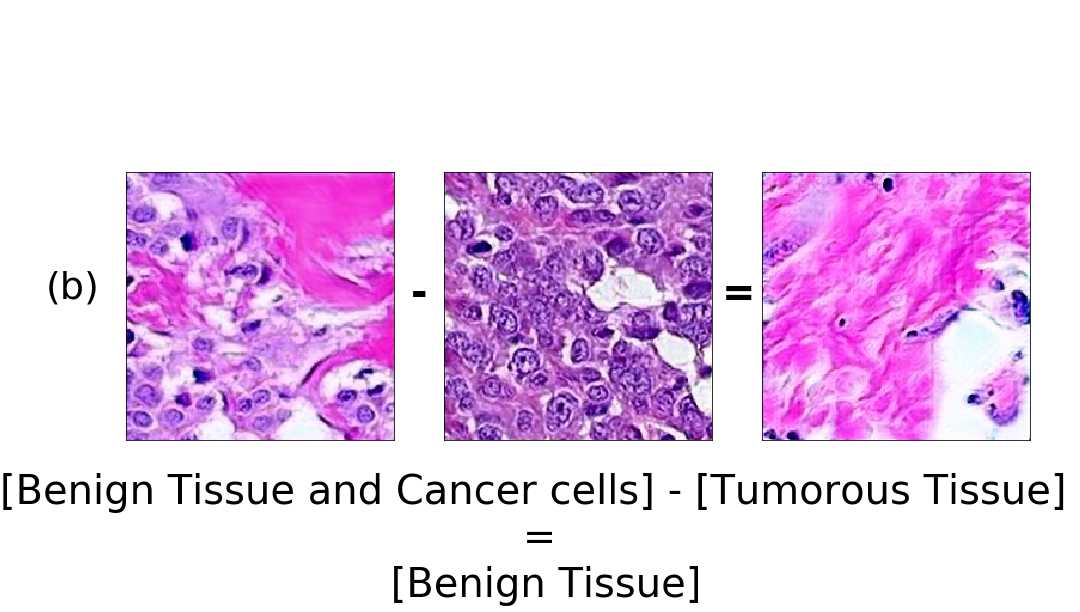 (b) - =
[Benign Tissue and Cancer cells] - [Tumorous Tissue]
=
[Benign Tissue]